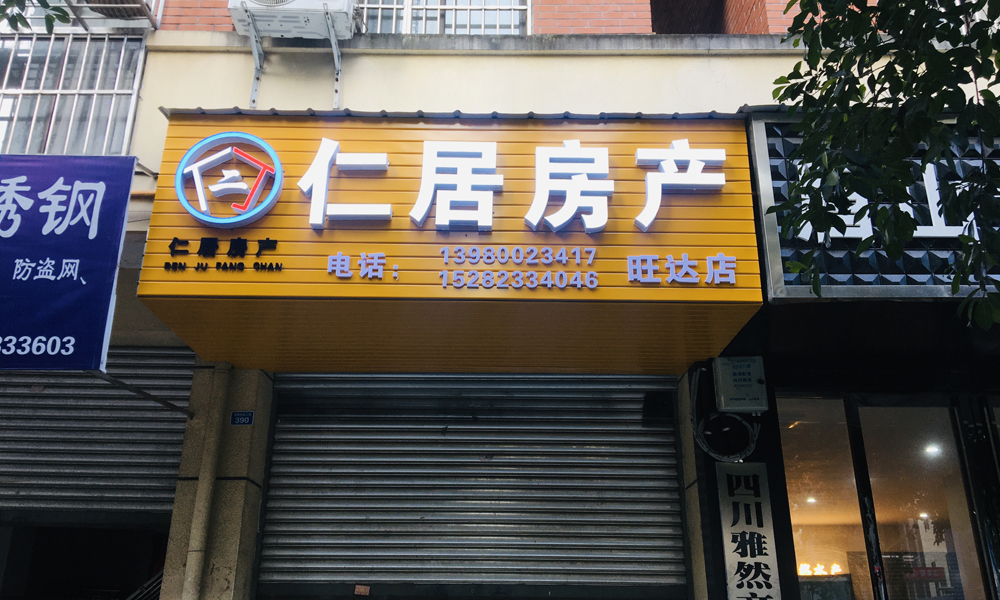 仁居房产
仁居房产
REN JU FANG CHAN
电话：
13980023417
15282334046
旺达店
锈钢
防盗网、
333603
399
四川雅然